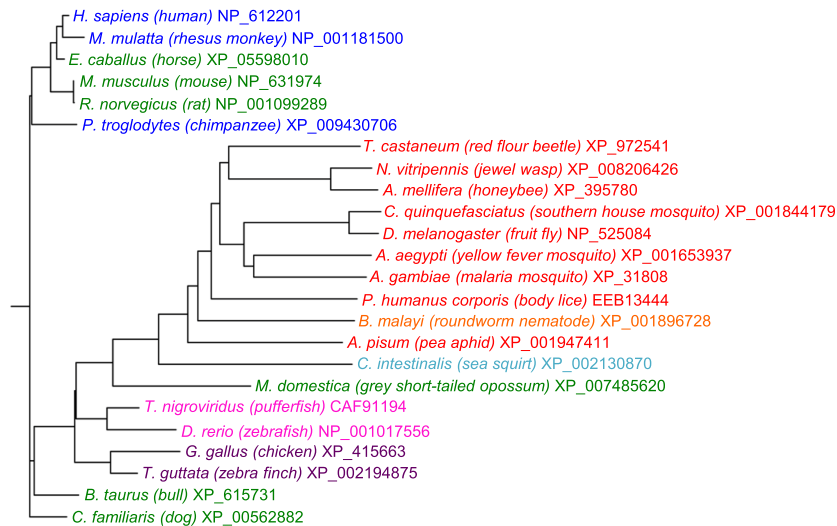 H. sapiens (human) NP_612201
M. mulatta (rhesus monkey) NP_001181500
E. caballus (horse) XP_05598010
M. musculus (mouse) NP_631974
R. norvegicus (rat) NP_001099289
P. troglodytes (chimpanzee) XP_009430706
T. castaneum (red flour beetle) XP_972541
N. vitripennis (jewel wasp) XP_008206426
A. mellifera (honeybee) XP_395780
C. quinquefasciatus (southern house mosquito) XP_001844179
D. melanogaster (fruit fly) NP_525084
A. aegypti (yellow fever mosquito) XP_001653937
A. gambiae (malaria mosquito) XP_31808
P. humanus corporis (body lice) EEB13444
B. malayi (roundworm nematode) XP_001896728
A. pisum (pea aphid) XP_001947411
C. intestinalis (sea squirt) XP_002130870
M. domestica (grey short-tailed opossum) XP_007485620
T. nigroviridus (pufferfish) CAF91194
D. rerio (zebrafish) NP_001017556
G. gallus (chicken) XP_415663
T. guttata (zebra finch) XP_002194875
B. taurus (bull) XP_615731
C. familiaris (dog) XP_00562882